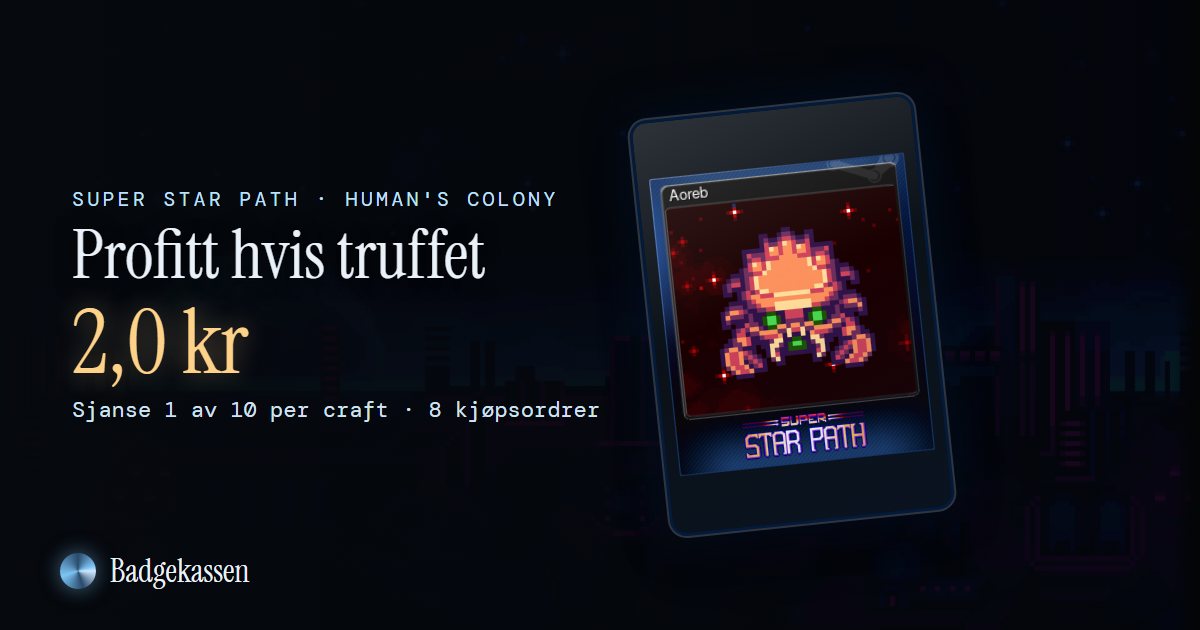 SUPER STAR PATH · HUMAN'S COLONY
Profitt hvis truffet
2,0 kr
Sjanse 1 av 10 per craft · 8 kjøpsordrer
Badgekassen
Aoreb
SUPER
STAR PATH